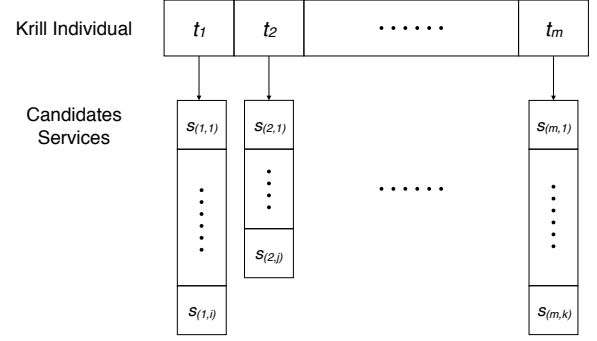 Krill Individual t1 t2 ······ tm
Candidates
Services
s(1,1) s(2,1) s(m,1)
······
s(2,j)
s(1,i) s(m,k)